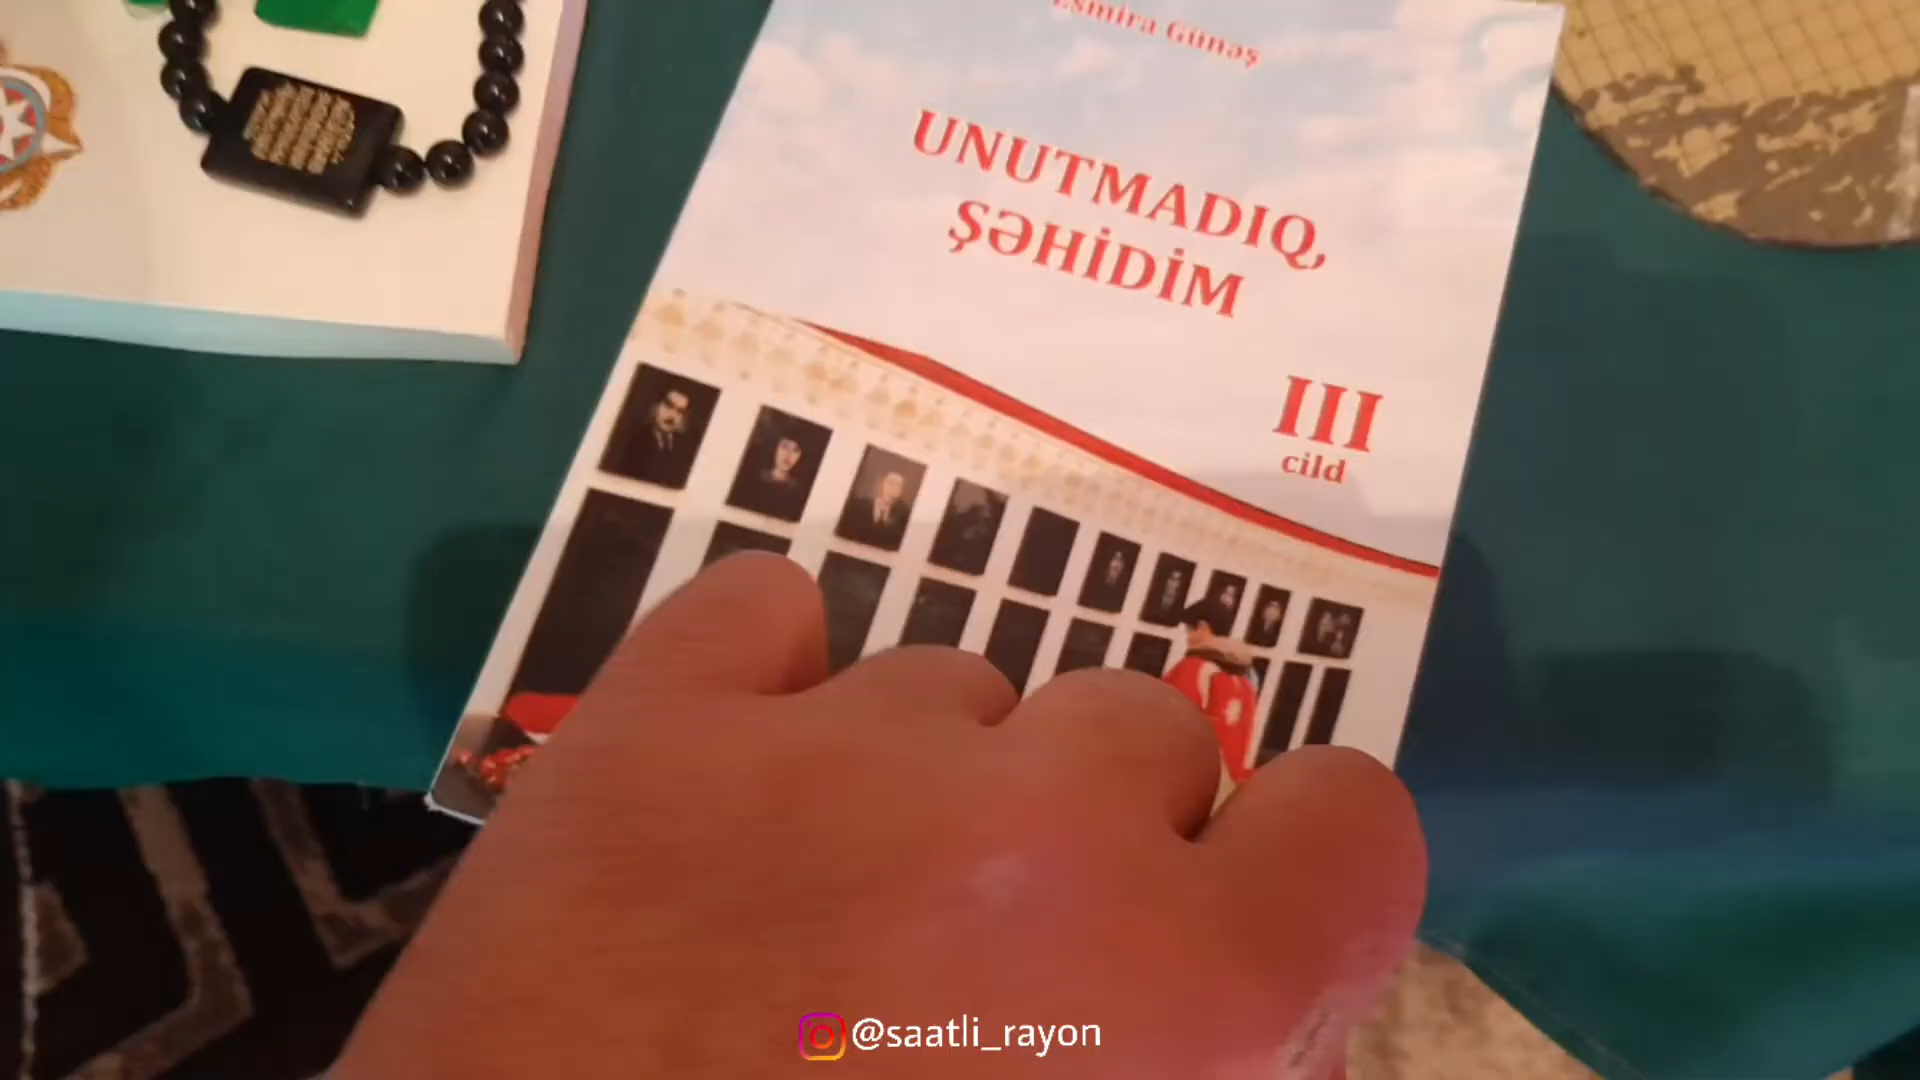 Esmira Günəş
UNUTMADIQ,
ŞƏHİDİM
III
cild
@saatli_rayon